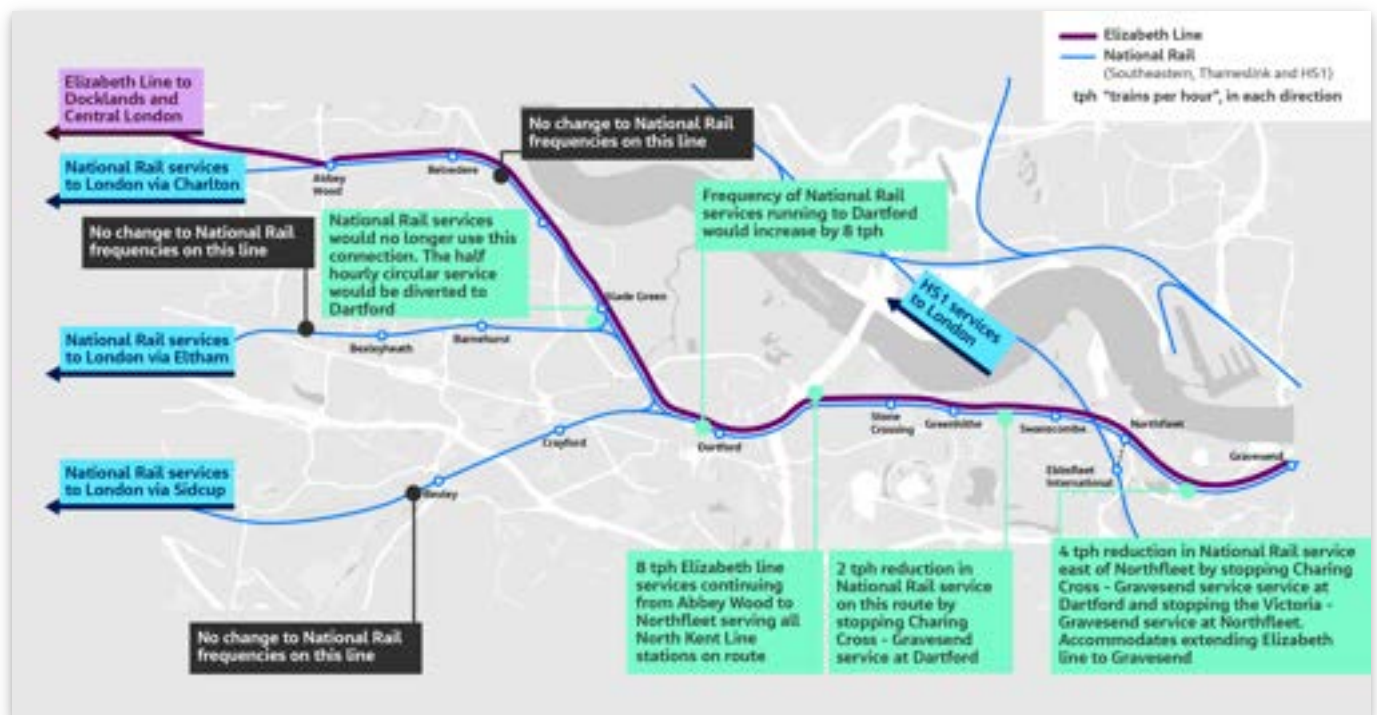 Elizabeth Line
National Rail
(Southeastern, Thameslink and HS1)
tph "trains per hour", in each direction
Elizabeth Line to
Docklands and
Central London
No change to National Rail
frequencies on this line
National Rail services
to London via Charlton
Abbey
Wood
Belvedere
Frequency of National Rail
services running to Dartford
would increase by 8 tph
No change to National Rail
frequencies on this line
National Rail services
would no longer use this
connection. The half
hourly circular service
would be diverted to
Dartford
Slade Green
HS1 services
to London
National Rail services
to London via Eltham
Bexleyheath
Barnehurst
Crayford
Dartford
Stone
Crossing
Greenhithe
Swanscombe
Northfleet
Gravesend
Ebbsfleet
International
National Rail services
to London via Sidcup
Bexley
8 tph Elizabeth line
services continuing
from Abbey Wood to
Northfleet serving all
North Kent Line
stations on route
2 tph reduction in
National Rail service
on this route by
stopping Charing
Cross - Gravesend
service at Dartford
4 tph reduction in National Rail service
east of Northfleet by stopping Charing
Cross - Gravesend service service at
Dartford and stopping the Victoria -
Gravesend service at Northfleet.
Accommodates extending Elizabeth
line to Gravesend
No change to National Rail
frequencies on this line